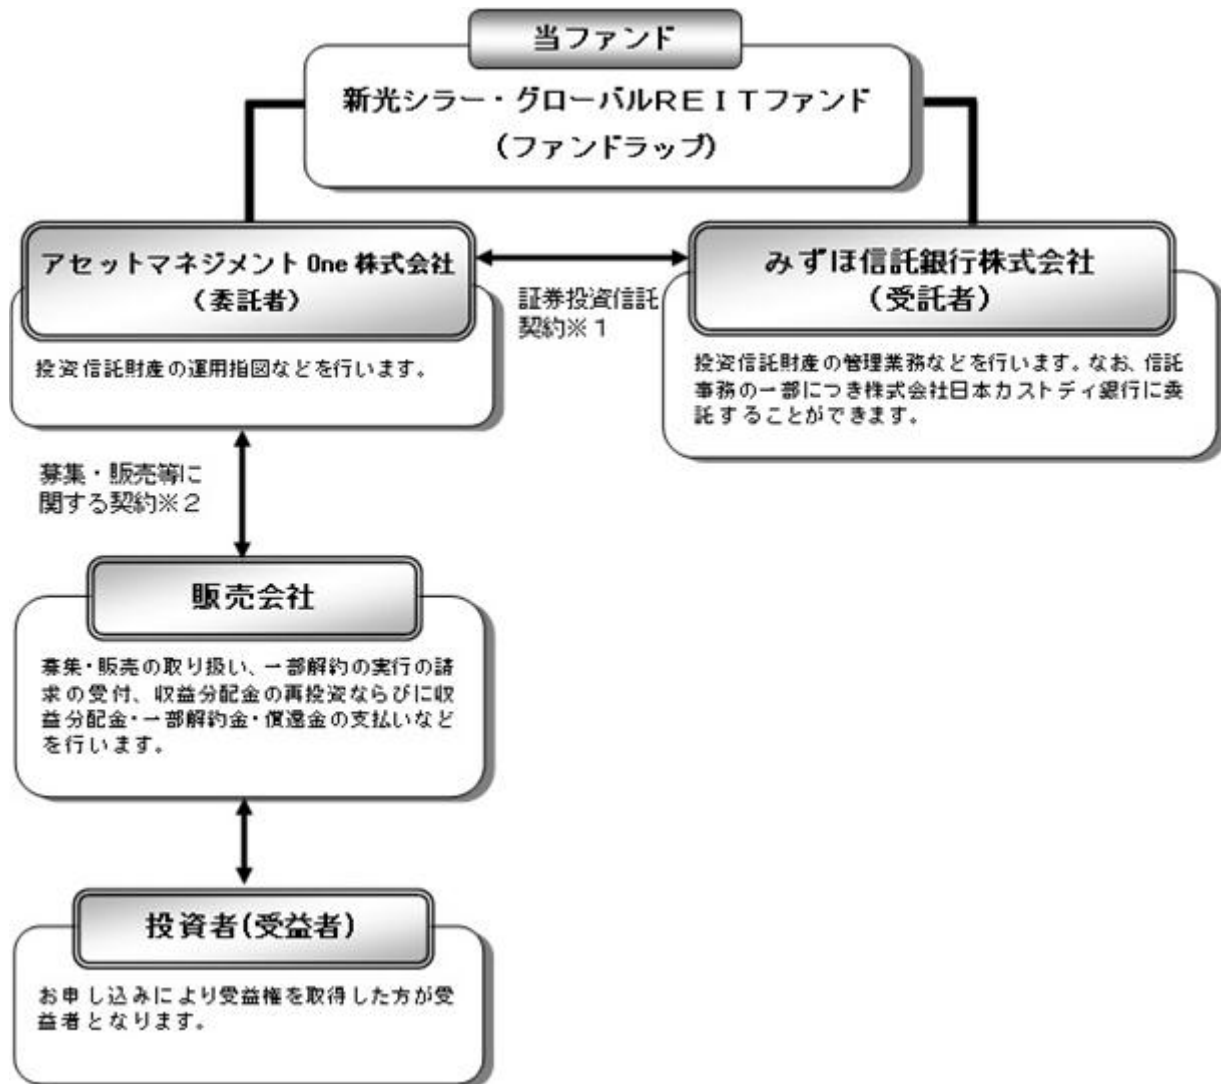 当ファンド
新光シラー・グローバルREITファンド
(ファンドラップ)
アセットマネジメントOne株式会社
(委託者)
投資信託財産の運用指図などを行います。
証券投資信託
契約※1
みずほ信託銀行株式会社
(受託者)
投資信託財産の管理業務などを行います。なお、信託
事務の一部につき株式会社日本カストディ銀行に委
託することができます。
募集・販売等に
関する契約※2
販売会社
募集・販売の取り扱い、一部解約の実行の請
求の受付、収益分配金の再投資ならびに収
益分配金・一部解約金・償還金の支払いなど
を行います。
投資者(受益者)
お申し込みにより受益権を取得した方が受
益者となります。